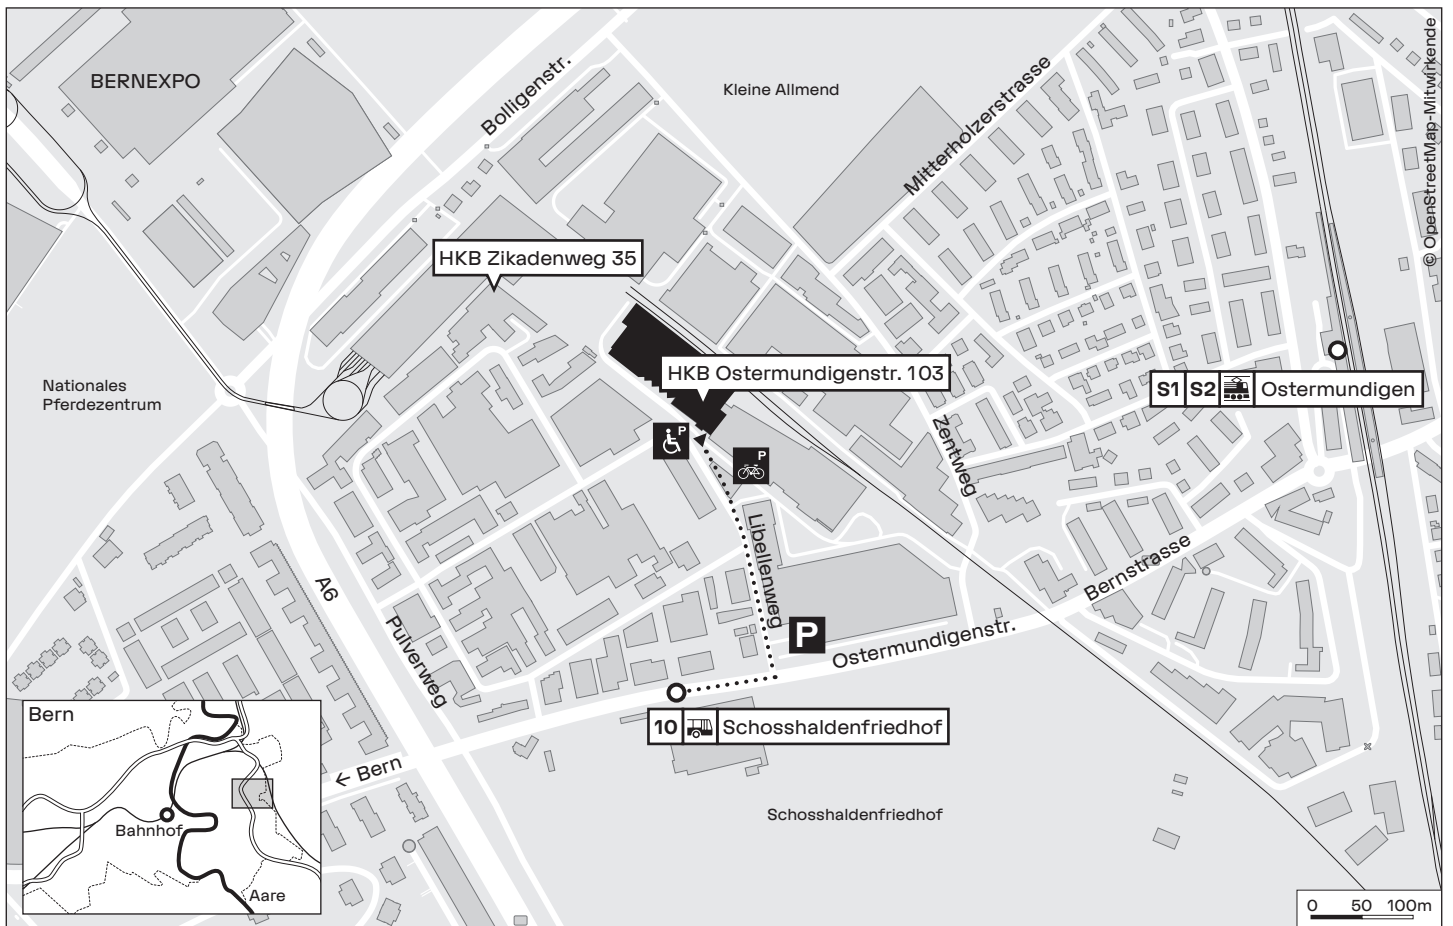 BERNEXPO
Bolligenstr.
Kleine Allmend
Mitterholzerstrasse
© OpenStreetMap-Mitwirkende
HKB Zikadenweg 35
HKB Ostermundigenstr. 103
Nationales
Pferdezentrum
S1 S2 Ostermundigen
P
P
Zentweg
Libellenweg
Bernstrasse
A6
Pulverweg
P
Ostermundigenstr.
10 Schosshaldenfriedhof
← Bern
Schosshaldenfriedhof
Bern
Bahnhof
Aare
0 50 100m